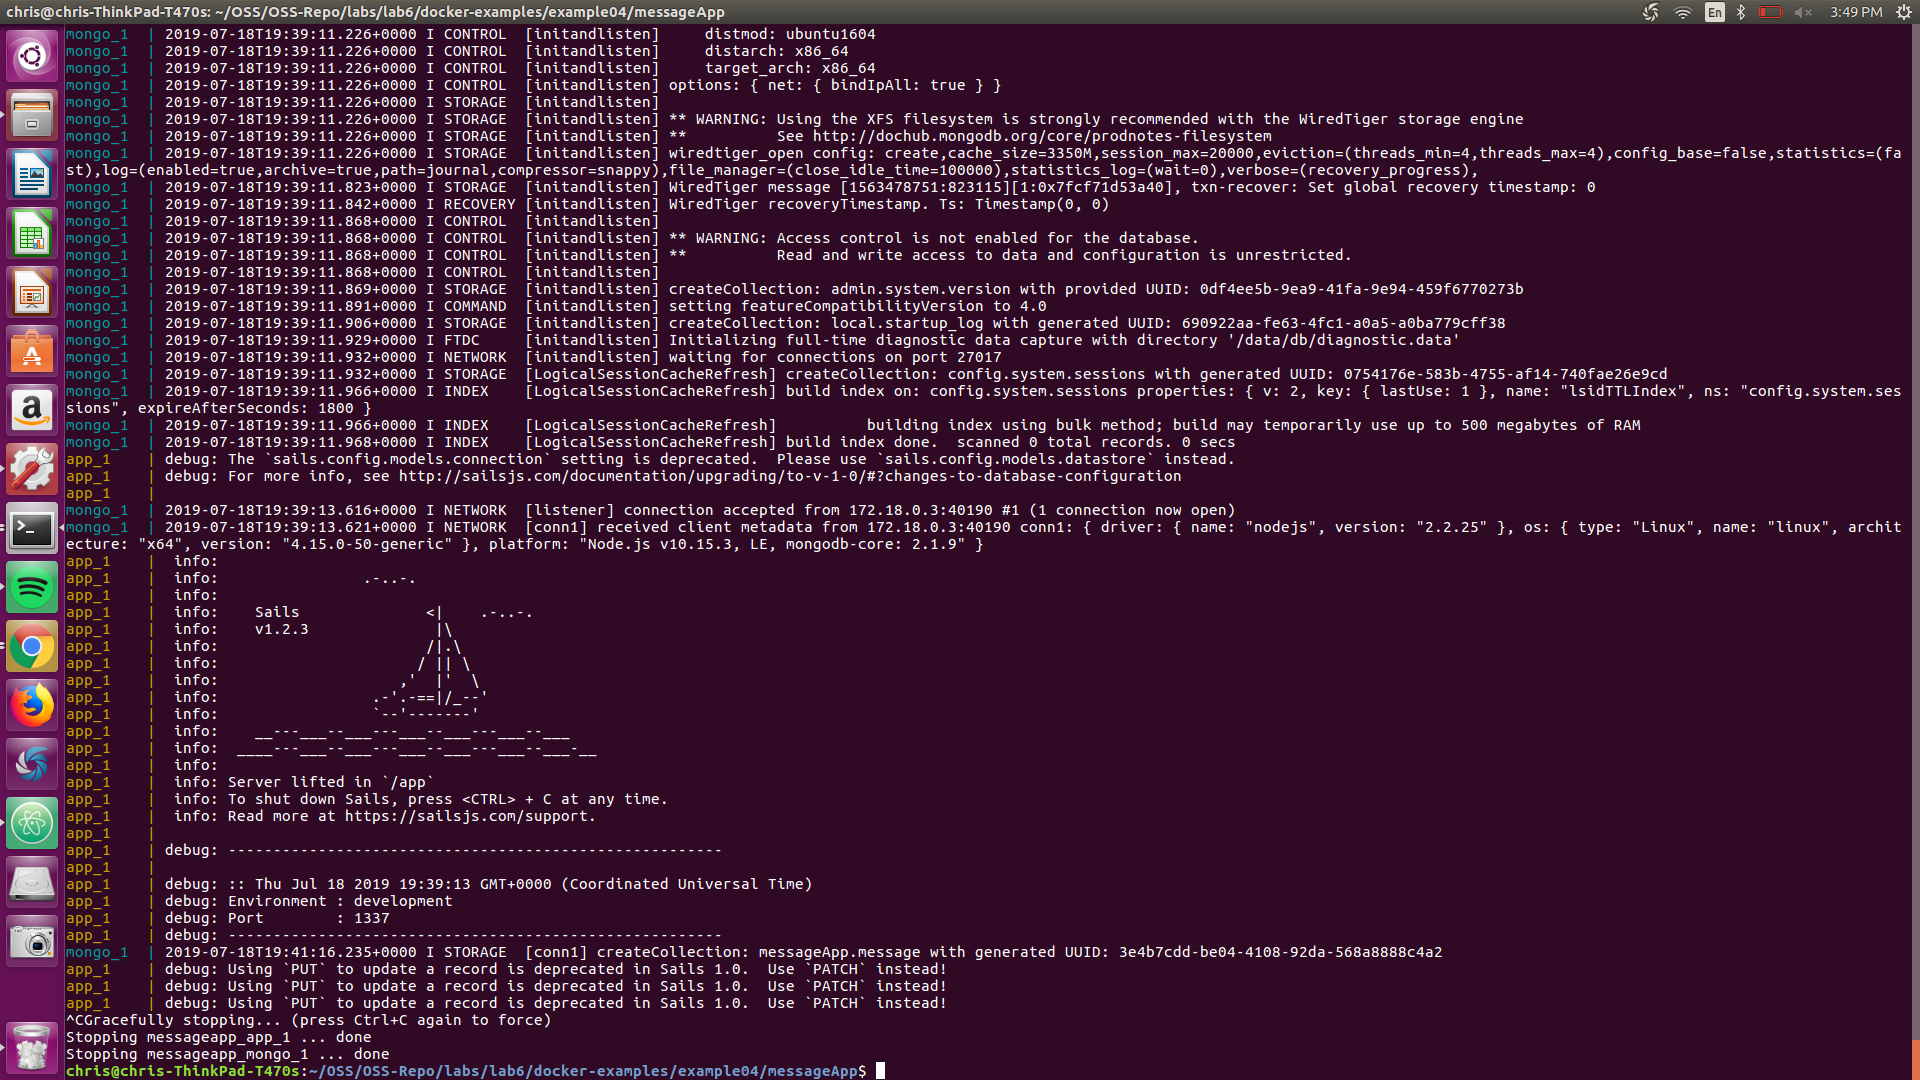 chris@chris-ThinkPad-T470s: ~/OSS/OSS-Repo/labs/lab6/docker-examples/example04/messageApp
En
3:49 PM
mongo_1  | 2019-07-18T19:39:11.226+0000 I CONTROL  [initandlisten]     distmod: ubuntu1604
mongo_1  | 2019-07-18T19:39:11.226+0000 I CONTROL  [initandlisten]     distarch: x86_64
mongo_1  | 2019-07-18T19:39:11.226+0000 I CONTROL  [initandlisten]     target_arch: x86_64
mongo_1  | 2019-07-18T19:39:11.226+0000 I CONTROL  [initandlisten] options: { net: { bindIpAll: true } }
mongo_1  | 2019-07-18T19:39:11.226+0000 I STORAGE  [initandlisten]
mongo_1  | 2019-07-18T19:39:11.226+0000 I STORAGE  [initandlisten] ** WARNING: Using the XFS filesystem is strongly recommended with the WiredTiger storage engine
mongo_1  | 2019-07-18T19:39:11.226+0000 I STORAGE  [initandlisten] **          See http://dochub.mongodb.org/core/prodnotes-filesystem
mongo_1  | 2019-07-18T19:39:11.226+0000 I STORAGE  [initandlisten] wiredtiger_open config: create,cache_size=3350M,session_max=20000,eviction=(threads_min=4,threads_max=4),config_base=false,statistics=(fa
st),log=(enabled=true,archive=true,path=journal,compressor=snappy),file_manager=(close_idle_time=100000),statistics_log=(wait=0),verbose=(recovery_progress),
mongo_1  | 2019-07-18T19:39:11.823+0000 I STORAGE  [initandlisten] WiredTiger message [1563478751:823115][1:0x7fcf71d53a40], txn-recover: Set global recovery timestamp: 0
mongo_1  | 2019-07-18T19:39:11.842+0000 I RECOVERY [initandlisten] WiredTiger recoveryTimestamp. Ts: Timestamp(0, 0)
mongo_1  | 2019-07-18T19:39:11.868+0000 I CONTROL  [initandlisten]
mongo_1  | 2019-07-18T19:39:11.868+0000 I CONTROL  [initandlisten] ** WARNING: Access control is not enabled for the database.
mongo_1  | 2019-07-18T19:39:11.868+0000 I CONTROL  [initandlisten] **          Read and write access to data and configuration is unrestricted.
mongo_1  | 2019-07-18T19:39:11.868+0000 I CONTROL  [initandlisten]
mongo_1  | 2019-07-18T19:39:11.869+0000 I STORAGE  [initandlisten] createCollection: admin.system.version with provided UUID: 0df4ee5b-9ea9-41fa-9e94-459f6770273b
mongo_1  | 2019-07-18T19:39:11.891+0000 I COMMAND  [initandlisten] setting featureCompatibilityVersion to 4.0
mongo_1  | 2019-07-18T19:39:11.906+0000 I STORAGE  [initandlisten] createCollection: local.startup_log with generated UUID: 690922aa-fe63-4fc1-a0a5-a0ba779cff38
mongo_1  | 2019-07-18T19:39:11.929+0000 I FTDC     [initandlisten] Initializing full-time diagnostic data capture with directory '/data/db/diagnostic.data'
mongo_1  | 2019-07-18T19:39:11.932+0000 I NETWORK  [initandlisten] waiting for connections on port 27017
mongo_1  | 2019-07-18T19:39:11.932+0000 I STORAGE  [LogicalSessionCacheRefresh] createCollection: config.system.sessions with generated UUID: 0754176e-583b-4755-af14-740fae26e9cd
mongo_1  | 2019-07-18T19:39:11.966+0000 I INDEX    [LogicalSessionCacheRefresh] build index on: config.system.sessions properties: { v: 2, key: { lastUse: 1 }, name: "lsidTTLIndex", ns: "config.system.ses
sions", expireAfterSeconds: 1800 }
mongo_1  | 2019-07-18T19:39:11.966+0000 I INDEX    [LogicalSessionCacheRefresh]          building index using bulk method; build may temporarily use up to 500 megabytes of RAM
mongo_1  | 2019-07-18T19:39:11.968+0000 I INDEX    [LogicalSessionCacheRefresh] build index done.  scanned 0 total records. 0 secs
app_1    | debug: The `sails.config.models.connection` setting is deprecated.  Please use `sails.config.models.datastore` instead.
app_1    | debug: For more info, see http://sailsjs.com/documentation/upgrading/to-v-1-0/#?changes-to-database-configuration
app_1    |
mongo_1  | 2019-07-18T19:39:13.616+0000 I NETWORK  [listener] connection accepted from 172.18.0.3:40190 #1 (1 connection now open)
mongo_1  | 2019-07-18T19:39:13.621+0000 I NETWORK  [conn1] received client metadata from 172.18.0.3:40190 conn1: { driver: { name: "nodejs", version: "2.2.25" }, os: { type: "Linux", name: "linux", archit
ecture: "x64", version: "4.15.0-50-generic" }, platform: "Node.js v10.15.3, LE, mongodb-core: 2.1.9" }
app_1    |  info:
app_1    |  info:                .-..-.
app_1    |  info:
app_1    |  info:    Sails              <|    .-..-.
app_1    |  info:    v1.2.3              |\
app_1    |  info:                       /|.\
app_1    |  info:                      / || \
app_1    |  info:                    ,'  |'  \
app_1    |  info:                 .-'.-==|/_--'
app_1    |  info:                 `--'-------'
app_1    |  info:    __---___--___---___--___---___--___
app_1    |  info:  ____---___--___---___--___---___--___-__
app_1    |  info:
app_1    |  info: Server lifted in `/app`
app_1    |  info: To shut down Sails, press <CTRL> + C at any time.
app_1    |  info: Read more at https://sailsjs.com/support.
app_1    |
app_1    | debug: -------------------------------------------------------
app_1    |
app_1    | debug: :: Thu Jul 18 2019 19:39:13 GMT+0000 (Coordinated Universal Time)
app_1    | debug: Environment : development
app_1    | debug: Port        : 1337
app_1    | debug: -------------------------------------------------------
mongo_1  | 2019-07-18T19:41:16.235+0000 I STORAGE  [conn1] createCollection: messageApp.message with generated UUID: 3e4b7cdd-be04-4108-92da-568a8888c4a2
app_1    | debug: Using `PUT` to update a record is deprecated in Sails 1.0.  Use `PATCH` instead!
app_1    | debug: Using `PUT` to update a record is deprecated in Sails 1.0.  Use `PATCH` instead!
app_1    | debug: Using `PUT` to update a record is deprecated in Sails 1.0.  Use `PATCH` instead!
^CGracefully stopping... (press Ctrl+C again to force)
Stopping messageapp_app_1 ... done
Stopping messageapp_mongo_1 ... done
chris@chris-ThinkPad-T470s:~/OSS/OSS-Repo/labs/lab6/docker-examples/example04/messageApp$